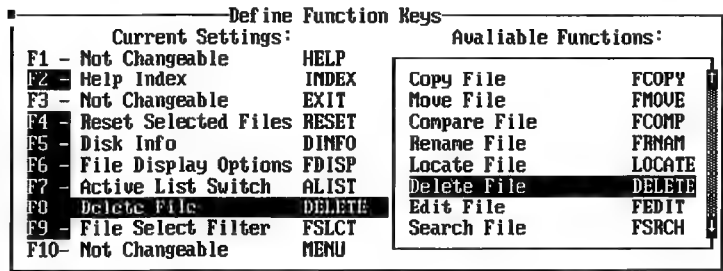 Define Function Keys
Current Settings:
F1 - Not Changeable HELP
F2 - Help Index INDEX
F3 - Not Changeable EXIT
F4 - Reset Selected Files RESET
F5 - Disk Info DINFO
F6 - File Display Options FDISP
F7 - Active List Switch ALIST
F8 Delete File DELETE
F9 - File Select Filter FSLCT
F10- Not Changeable MENU
Avaliable Functions:
Copy File FCOPY
Move File FMOVE
Compare File FCOMP
Rename File FRNAM
Locate File LOCATE
Delete File DELETE
Edit File FEDIT
Search File FSRCH